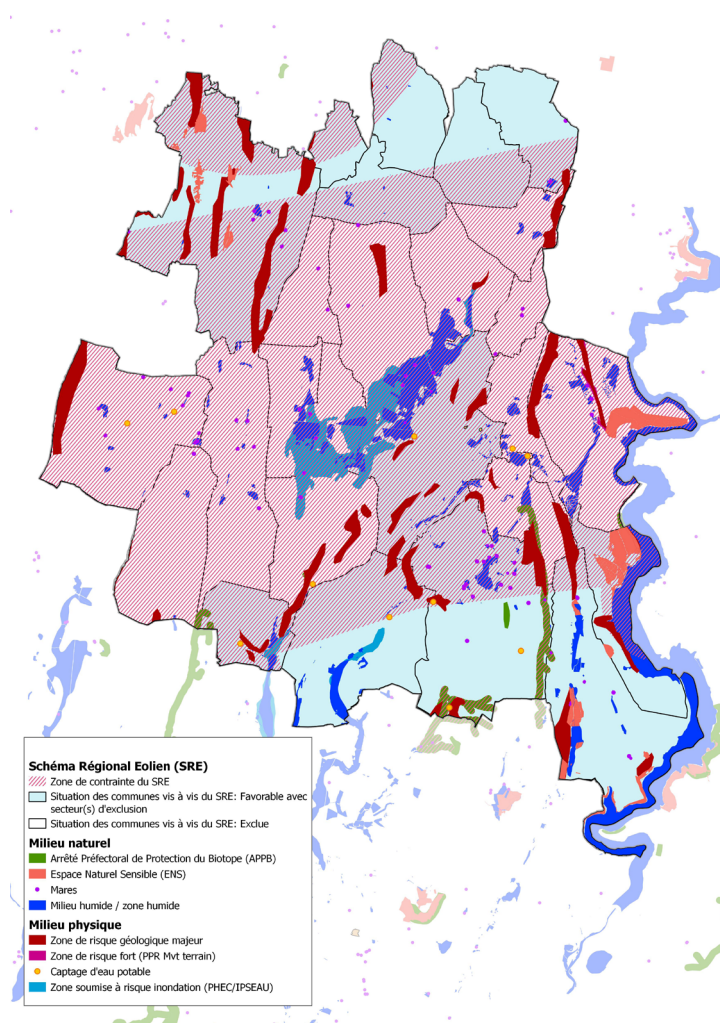 Schéma Régional Eolien (SRE)
Zone de contrainte du SRE
Situation des communes vis à vis du SRE: Favorable avec
secteur(s) d'exclusion
Situation des communes vis à vis du SRE: Exclue
Milieu naturel
Arrêté Préfectoral de Protection du Biotope (APPB)
Espace Naturel Sensible (ENS)
Mares
Milieu humide / zone humide
Milieu physique
Zone de risque géologique majeur
Zone de risque fort (PPR Mvt terrain)
Captage d'eau potable
Zone soumise à risque inondation (PHEC/IPSEAU)